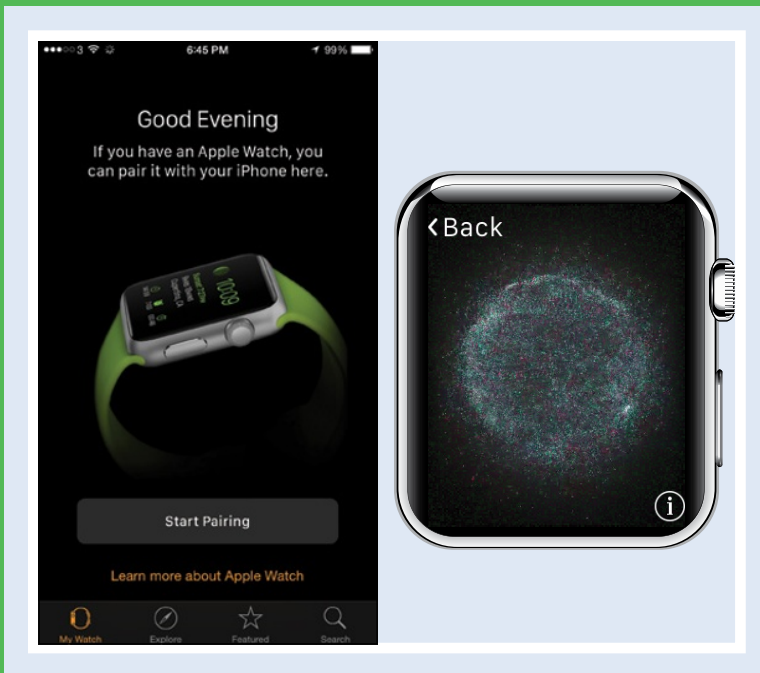 3 6:45 PM 99%
Good Evening
If you have an Apple Watch, you
can pair it with your iPhone here.
10:09
Start Pairing
Learn more about Apple Watch
My Watch Explore Featured Search
<Back
i